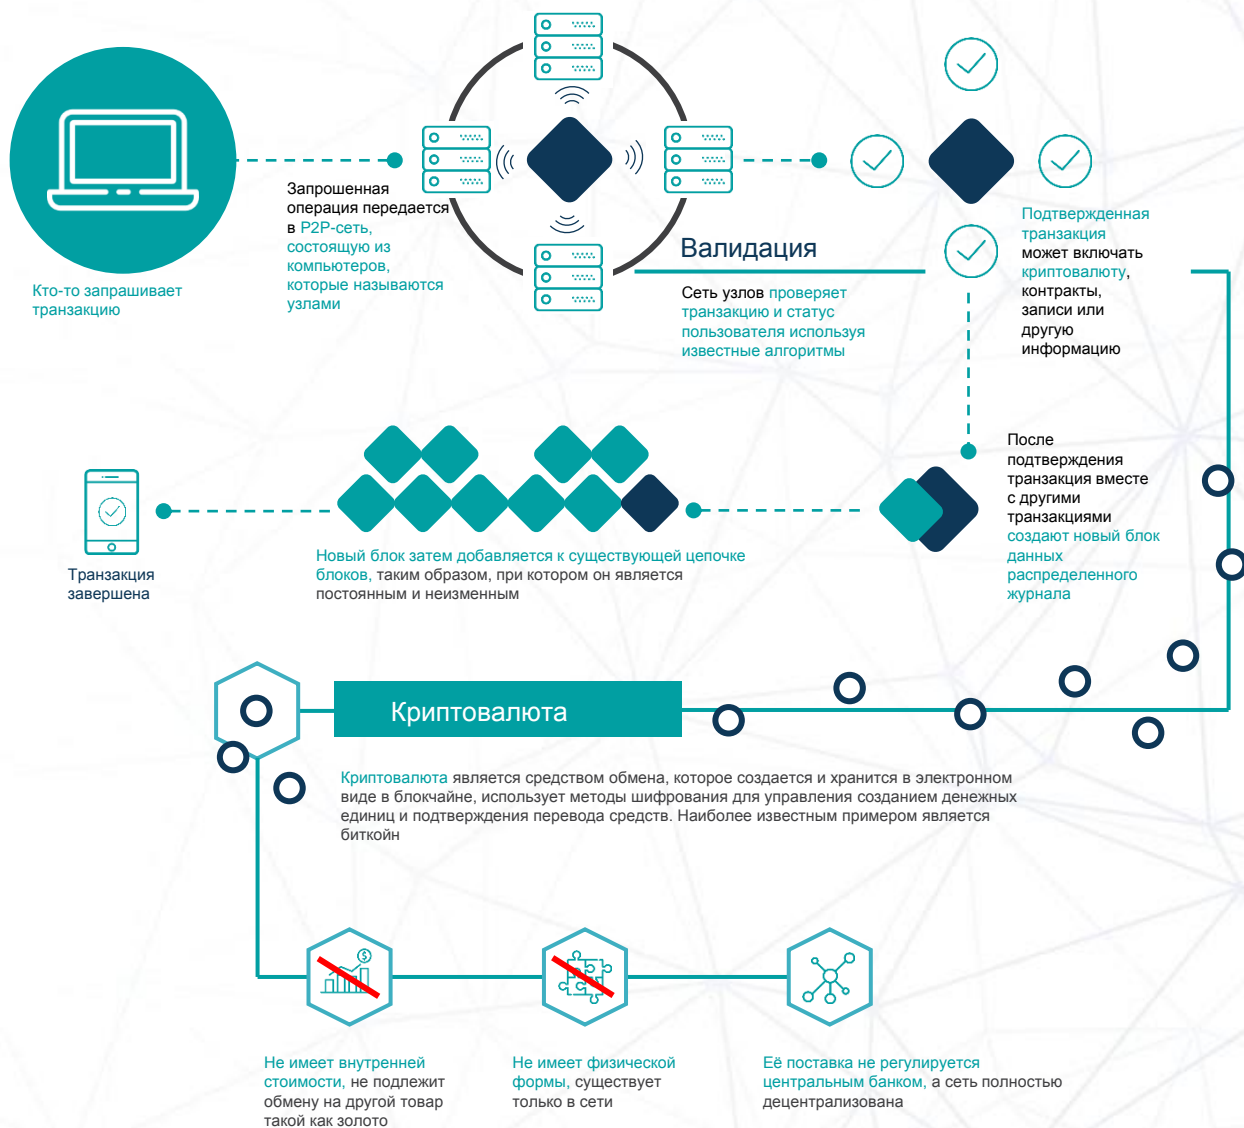 Кто-то запрашивает
транзакцию
Запрошенная
операция передается
в P2P-сеть,
состоящую из
компьютеров,
которые называются
узлами
Валидация
Сеть узлов проверяет
транзакцию и статус
пользователя используя
известные алгоритмы
Подтвержденная
транзакция
может включать
криптовалюту,
контракты,
записи или
другую
информацию
После
подтверждения
транзакция вместе
с другими
транзакциями
создают новый блок
данных
распределенного
журнала
Новый блок затем добавляется к существующей цепочке
блоков, таким образом, при котором он является
постоянным и неизменным
Транзакция
завершена
Криптовалюта
Криптовалюта является средством обмена, которое создается и хранится в электронном
виде в блокчайне, использует методы шифрования для управления созданием денежных
единиц и подтверждения перевода средств. Наиболее известным примером является
биткойн
Не имеет внутренней
стоимости, не подлежит
обмену на другой товар
такой как золото
Не имеет физической
формы, существует
только в сети
Её поставка не регулируется
центральным банком, а сеть полностью
децентрализована